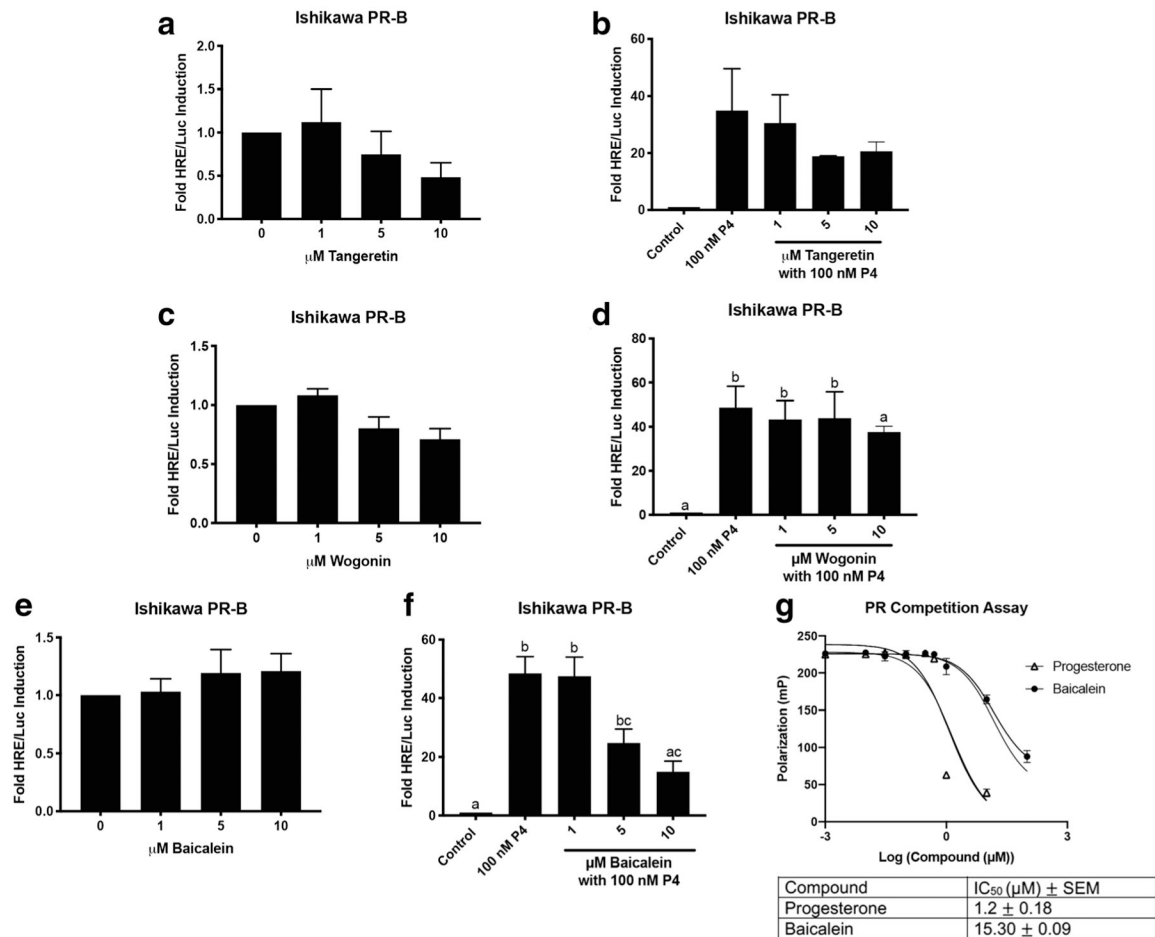 a
Ishikawa PR-B
Fold HRE/Luc Induction
2.0
1.5
1.0
0.5
0.0
0 1 5 10
μM Tangeretin
b
Ishikawa PR-B
Fold HRE/Luc Induction
60
40
20
0
Control 100 nM P4 1 5 10
μM Tangeretin
with 100 nM P4
c
Ishikawa PR-B
Fold HRE/Luc Induction
1.5
1.0
0.5
0.0
0 1 5 10
μM Wogonin
d
Ishikawa PR-B
Fold HRE/Luc Induction
80
60
40
20
0
a b b b a
Control 100 nM P4 1 5 10
μM Wogonin
with 100 nM P4
e
Ishikawa PR-B
Fold HRE/Luc Induction
1.5
1.0
0.5
0.0
0 1 5 10
μM Baicalein
f
Ishikawa PR-B
Fold HRE/Luc Induction
60
40
20
0
a b b bc ac
Control 100 nM P4 1 5 10
μM Baicalein
with 100 nM P4
g
PR Competition Assay
Polarization (mP)
250
200
150
100
50
0
-3 0 3
Log (Compound (μM))
Progesterone
Baicalein
Compound IC₅₀ (μM) ± SEM
Progesterone 1.2 ± 0.18
Baicalein 15.30 ± 0.09